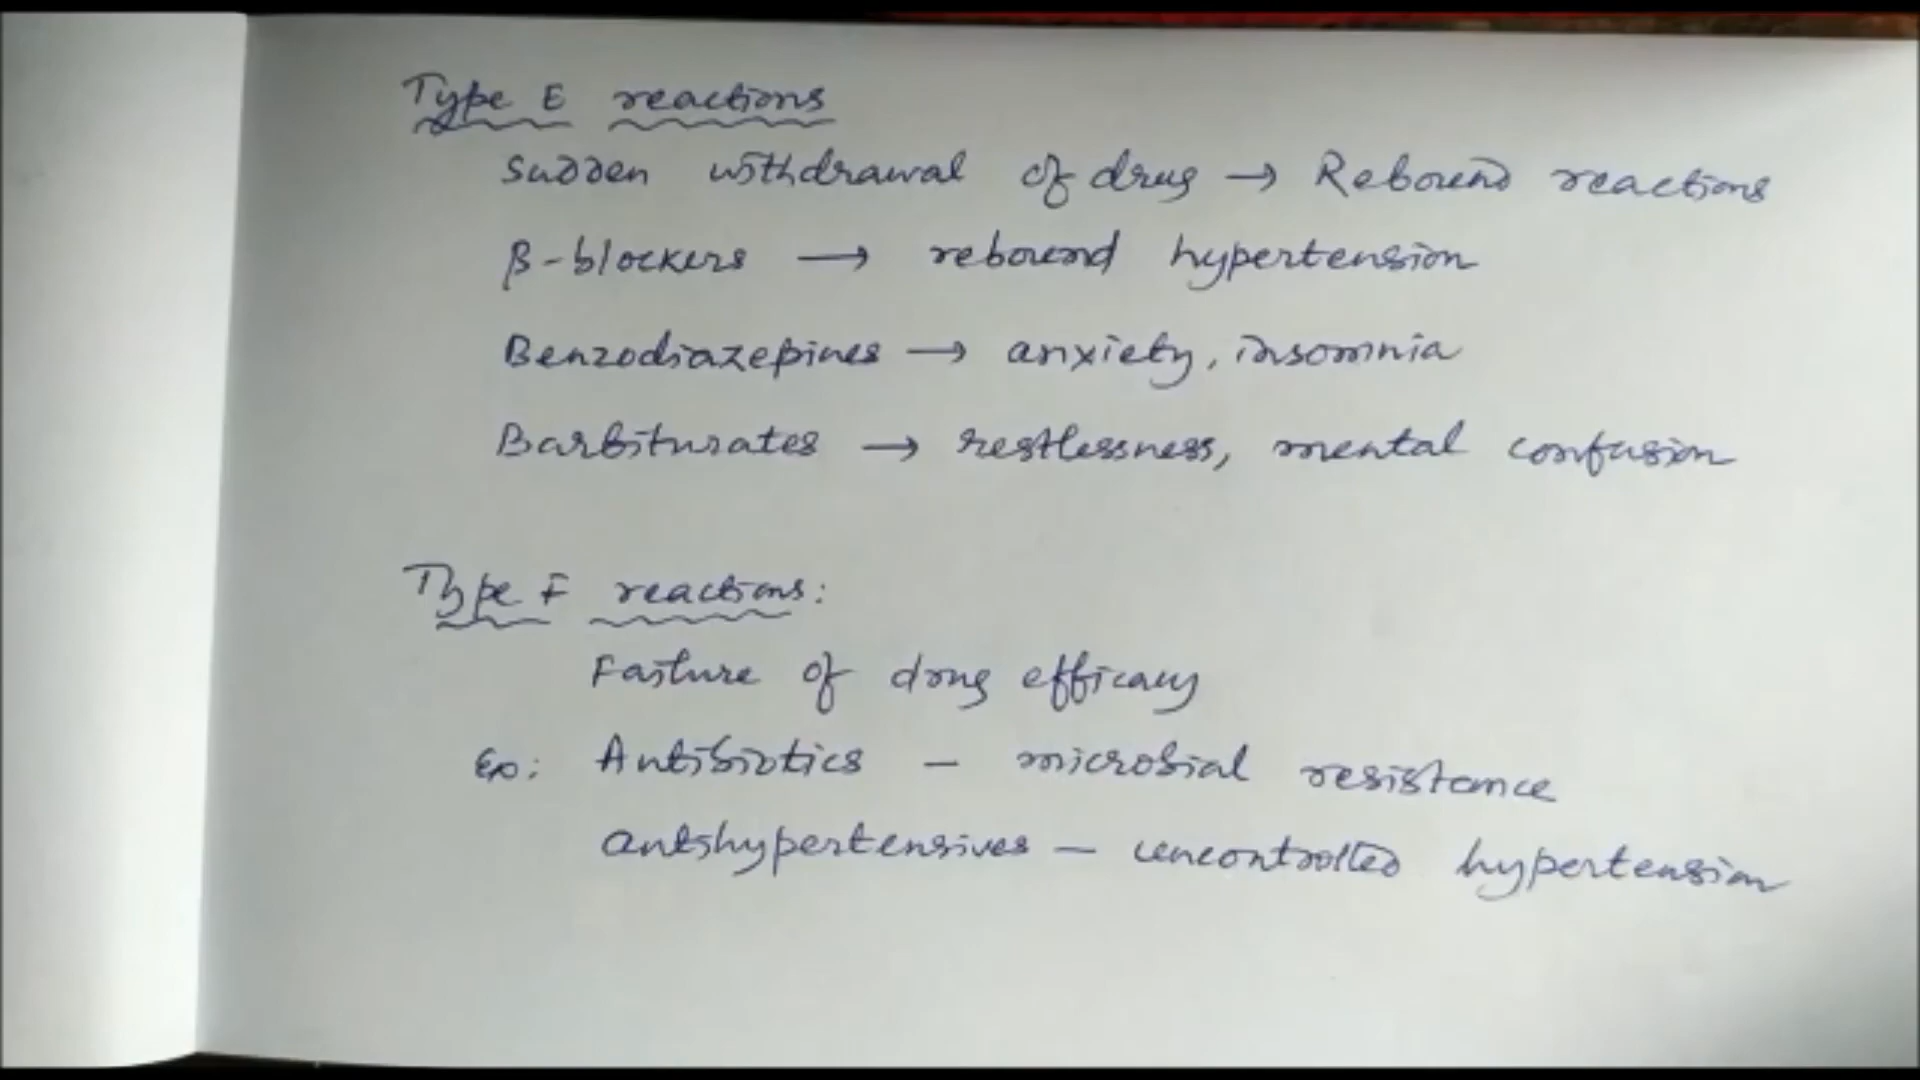 Type E reactions
Sudden withdrawal of drug → Rebound reactions
β-blockers → rebound hypertension
Benzodiazepines → anxiety, insomnia
Barbiturates → restlessness, mental confusion
Type F reactions:
Failure of drug efficacy
Ex: Antibiotics - microbial resistance
antihypertensives - uncontrolled hypertension